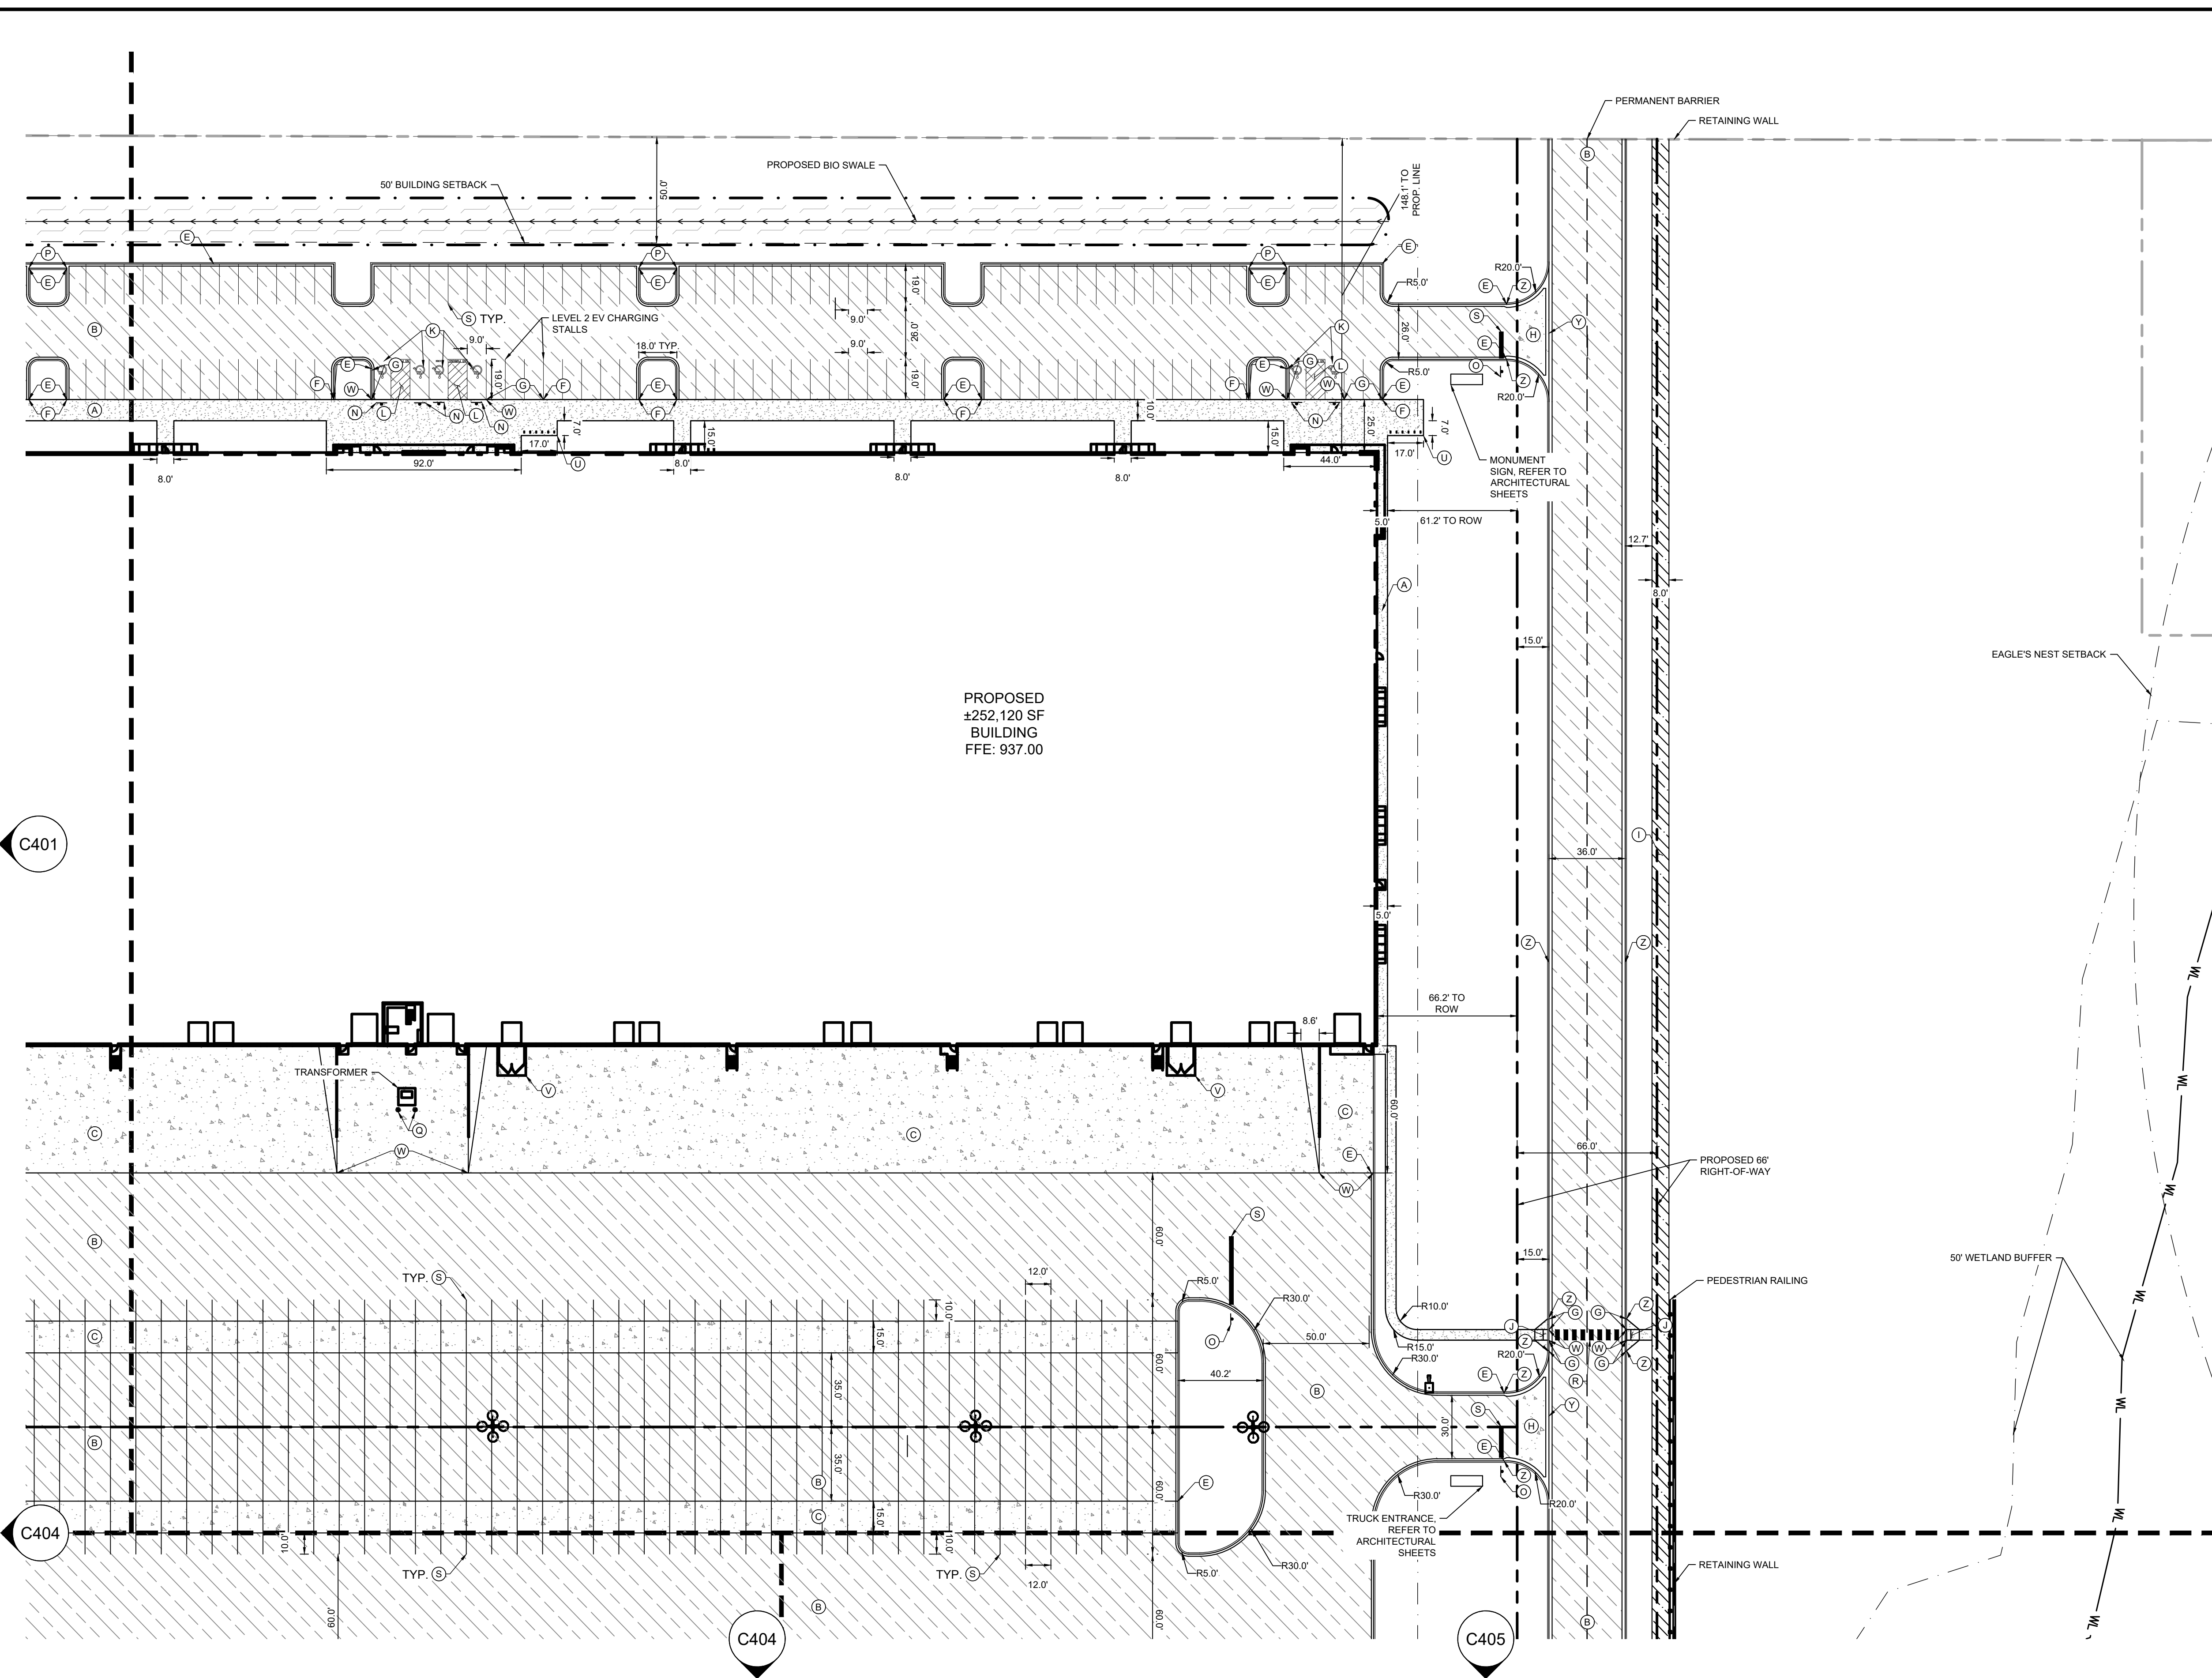 PERMANENT BARRIER
RETAINING WALL
B
PROPOSED BIO SWALE
50' BUILDING SETBACK
50.0'
148.1' TO
PROP. LINE
E
P
P
P
E
E
E
E
R20.0'
R5.0'
E
Z
19.0'
S TYP.
LEVEL 2 EV CHARGING
STALLS
9.0'
S
B
K
K
26.0'
26.0'
Y
H
9.0'
18.0' TYP.
9.0'
E
E
G
G
L
O
R5.0'
Z
19.0'
19.0'
E
F
W
G
F
E
E
F
W
W
G
E
R20.0'
A
F
N
L
N
L
W
N
F
F
N
F
10.0'
25.0'
7.0'
7.0'
15.0'
15.0'
17.0'
U
17.0'
U
92.0'
44.0'
8.0'
8.0'
8.0'
8.0'
MONUMENT
SIGN, REFER TO
ARCHITECTURAL
SHEETS
5.0'
61.2' TO ROW
12.7'
8.0'
A
15.0'
EAGLE'S NEST SETBACK
PROPOSED
±252,120 SF
BUILDING
FFE: 937.00
C401
I
36.0'
5.0'
Z
Z
WL
66.2' TO
ROW
8.6'
TRANSFORMER
V
V
WL
Q
C
C
C
60.0'
W
E
W
66.0'
PROPOSED 66'
RIGHT-OF-WAY
WL
S
B
60.0'
15.0'
50' WETLAND BUFFER
TYP. S
12.0'
R5.0'
R30.0'
R10.0'
PEDESTRIAN RAILING
WL
10.0'
Z
G
G
Z
J
J
C
15.0'
O
50.0'
R15.0'
R30.0'
Z
W
W
R20.0'
G
G
Z
60.0'
40.2'
B
E
Z
R
35.0'
S
Y
WL
B
35.0'
30.0'
H
E
B
E
Z
60.0'
R30.0'
O
R20.0'
C
15.0'
TRUCK ENTRANCE,
REFER TO
ARCHITECTURAL
SHEETS
WL
C404
10.0'
10.0'
TYP. S
TYP. S
12.0'
R5.0'
R30.0'
RETAINING WALL
60.0'
B
60.0'
B
WL
C404
C405